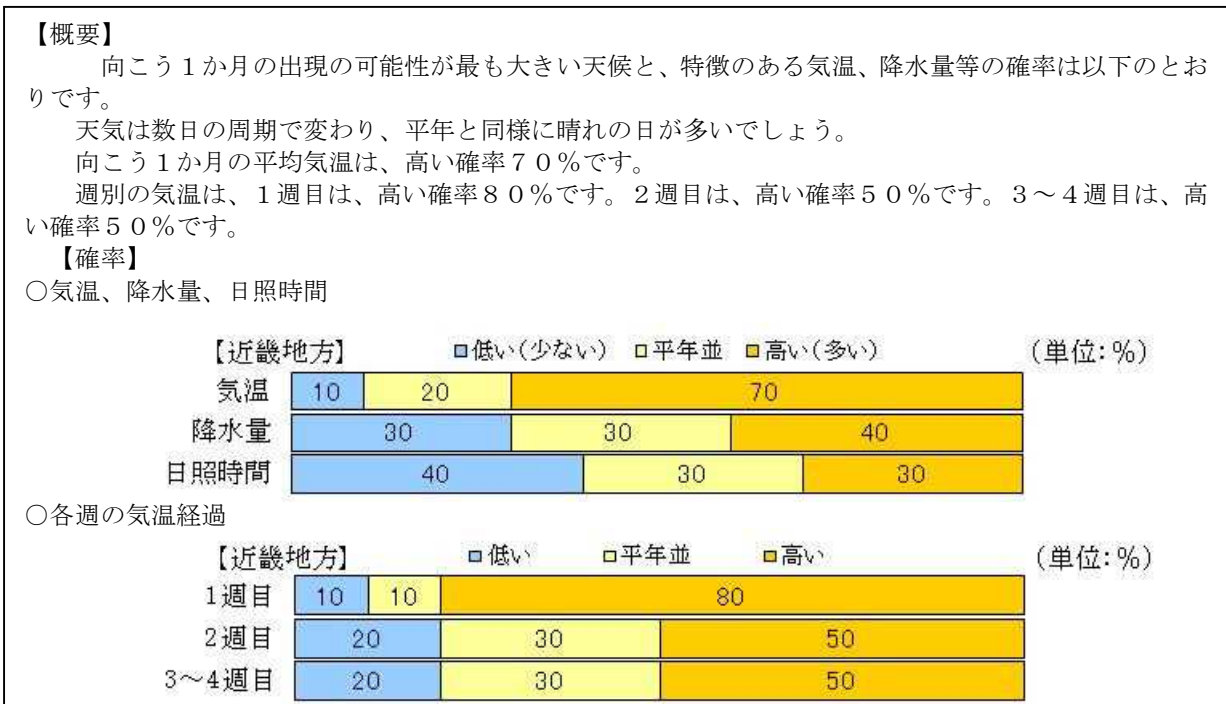 【概要】
向こう１か月の出現の可能性が最も大きい天候と、特徴のある気温、降水量等の確率は以下のとお
りです。
天気は数日の周期で変わり、平年と同様に晴れの日が多いでしょう。
向こう１か月の平均気温は、高い確率７０％です。
週別の気温は、１週目は、高い確率８０％です。２週目は、高い確率５０％です。３～４週目は、高
い確率５０％です。
【確率】
○気温、降水量、日照時間
【近畿地方】 低い(少ない) 平年並 高い(多い) (単位:%)
気温 10 20 70
降水量 30 30 40
日照時間 40 30 30
○各週の気温経過
【近畿地方】 低い 平年並 高い (単位:%)
1週目 10 10 80
2週目 20 30 50
3～4週目 20 30 50